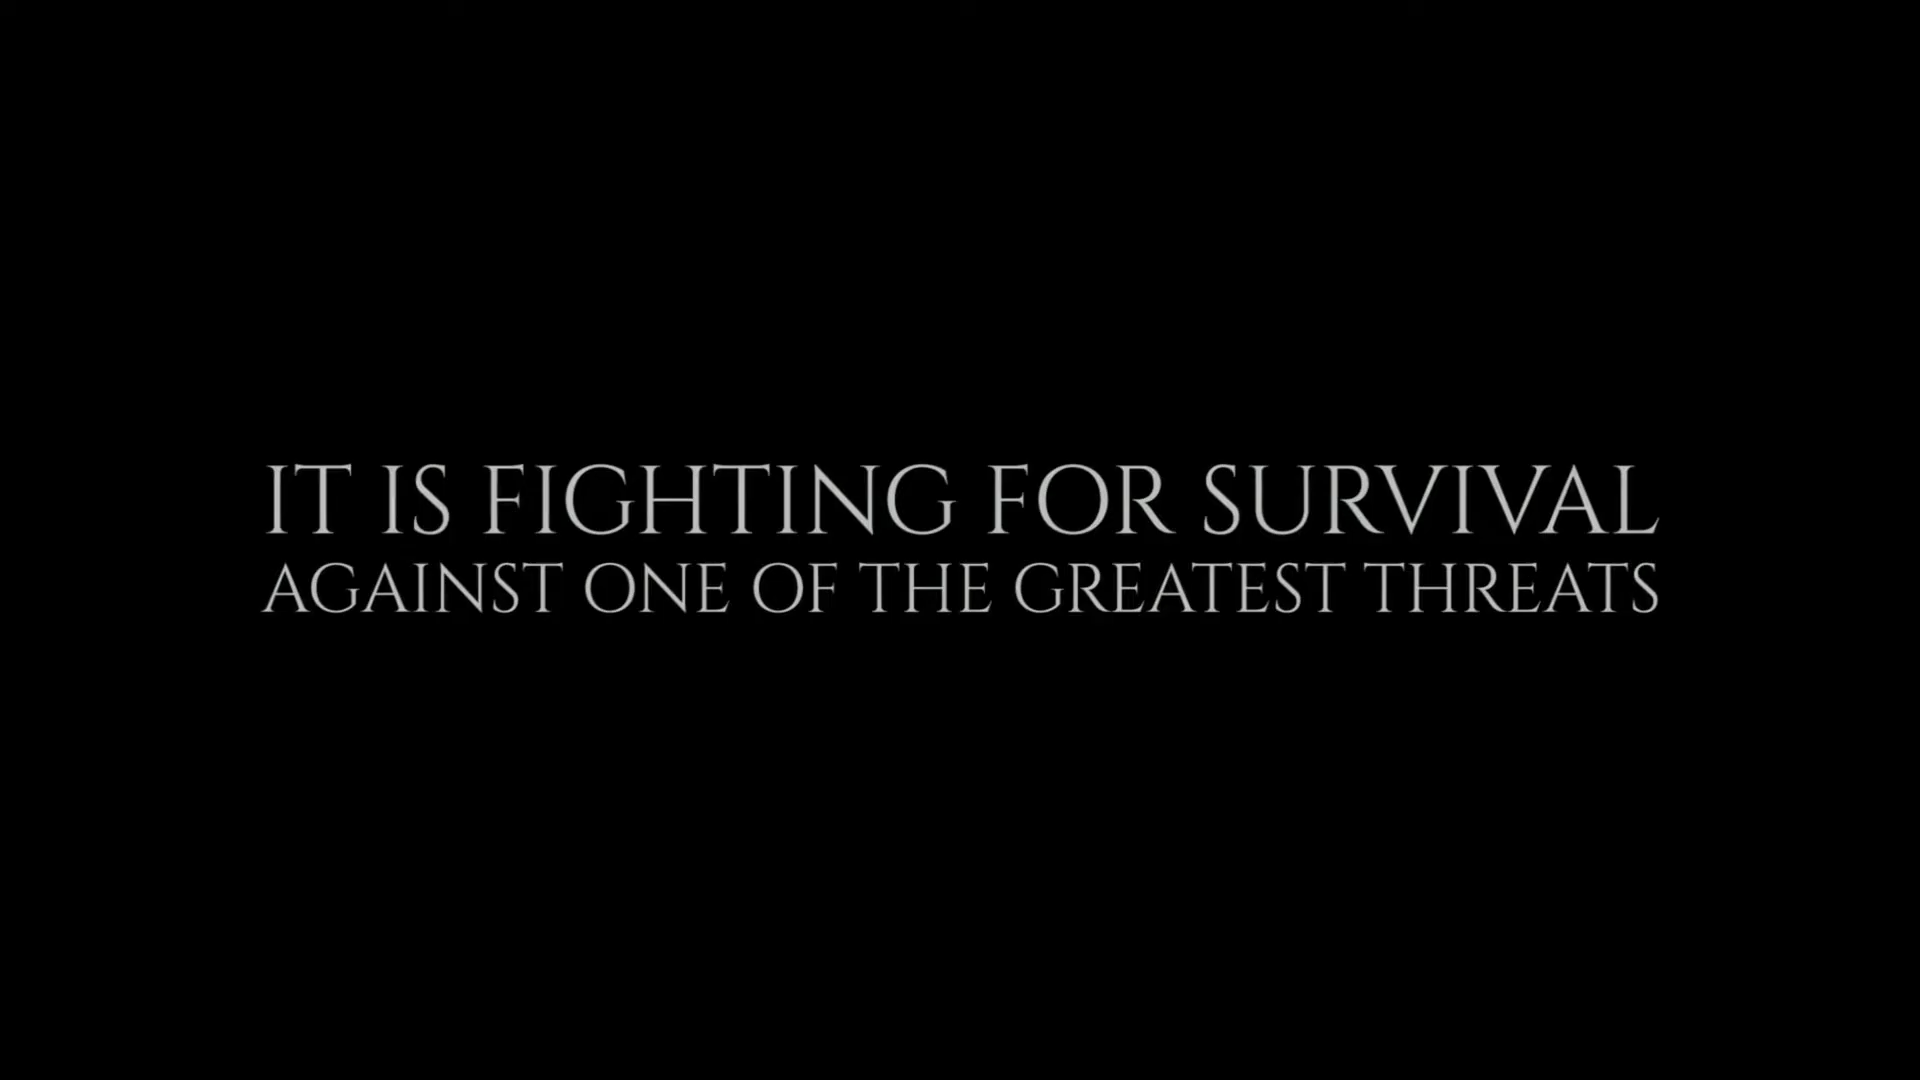 IT IS FIGHTING FOR SURVIVAL
AGAINST ONE OF THE GREATEST THREATS